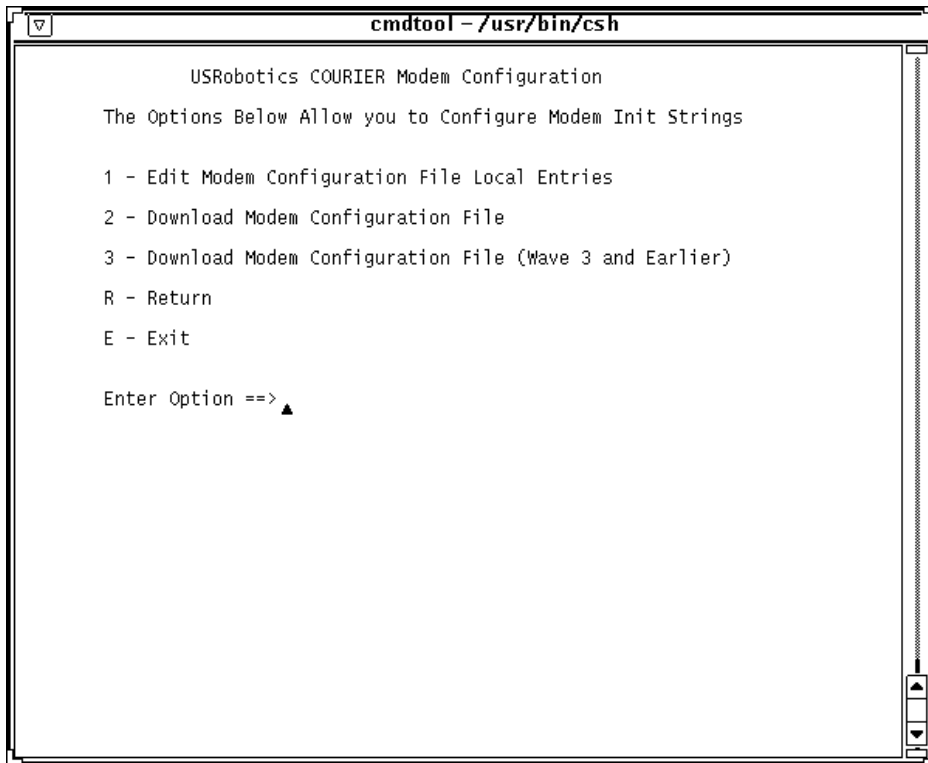 cmdtool – /usr/bin/csh
USRobotics COURIER Modem Configuration
The Options Below Allow you to Configure Modem Init Strings
1 - Edit Modem Configuration File Local Entries
2 - Download Modem Configuration File
3 - Download Modem Configuration File (Wave 3 and Earlier)
R - Return
E - Exit
Enter Option ==>